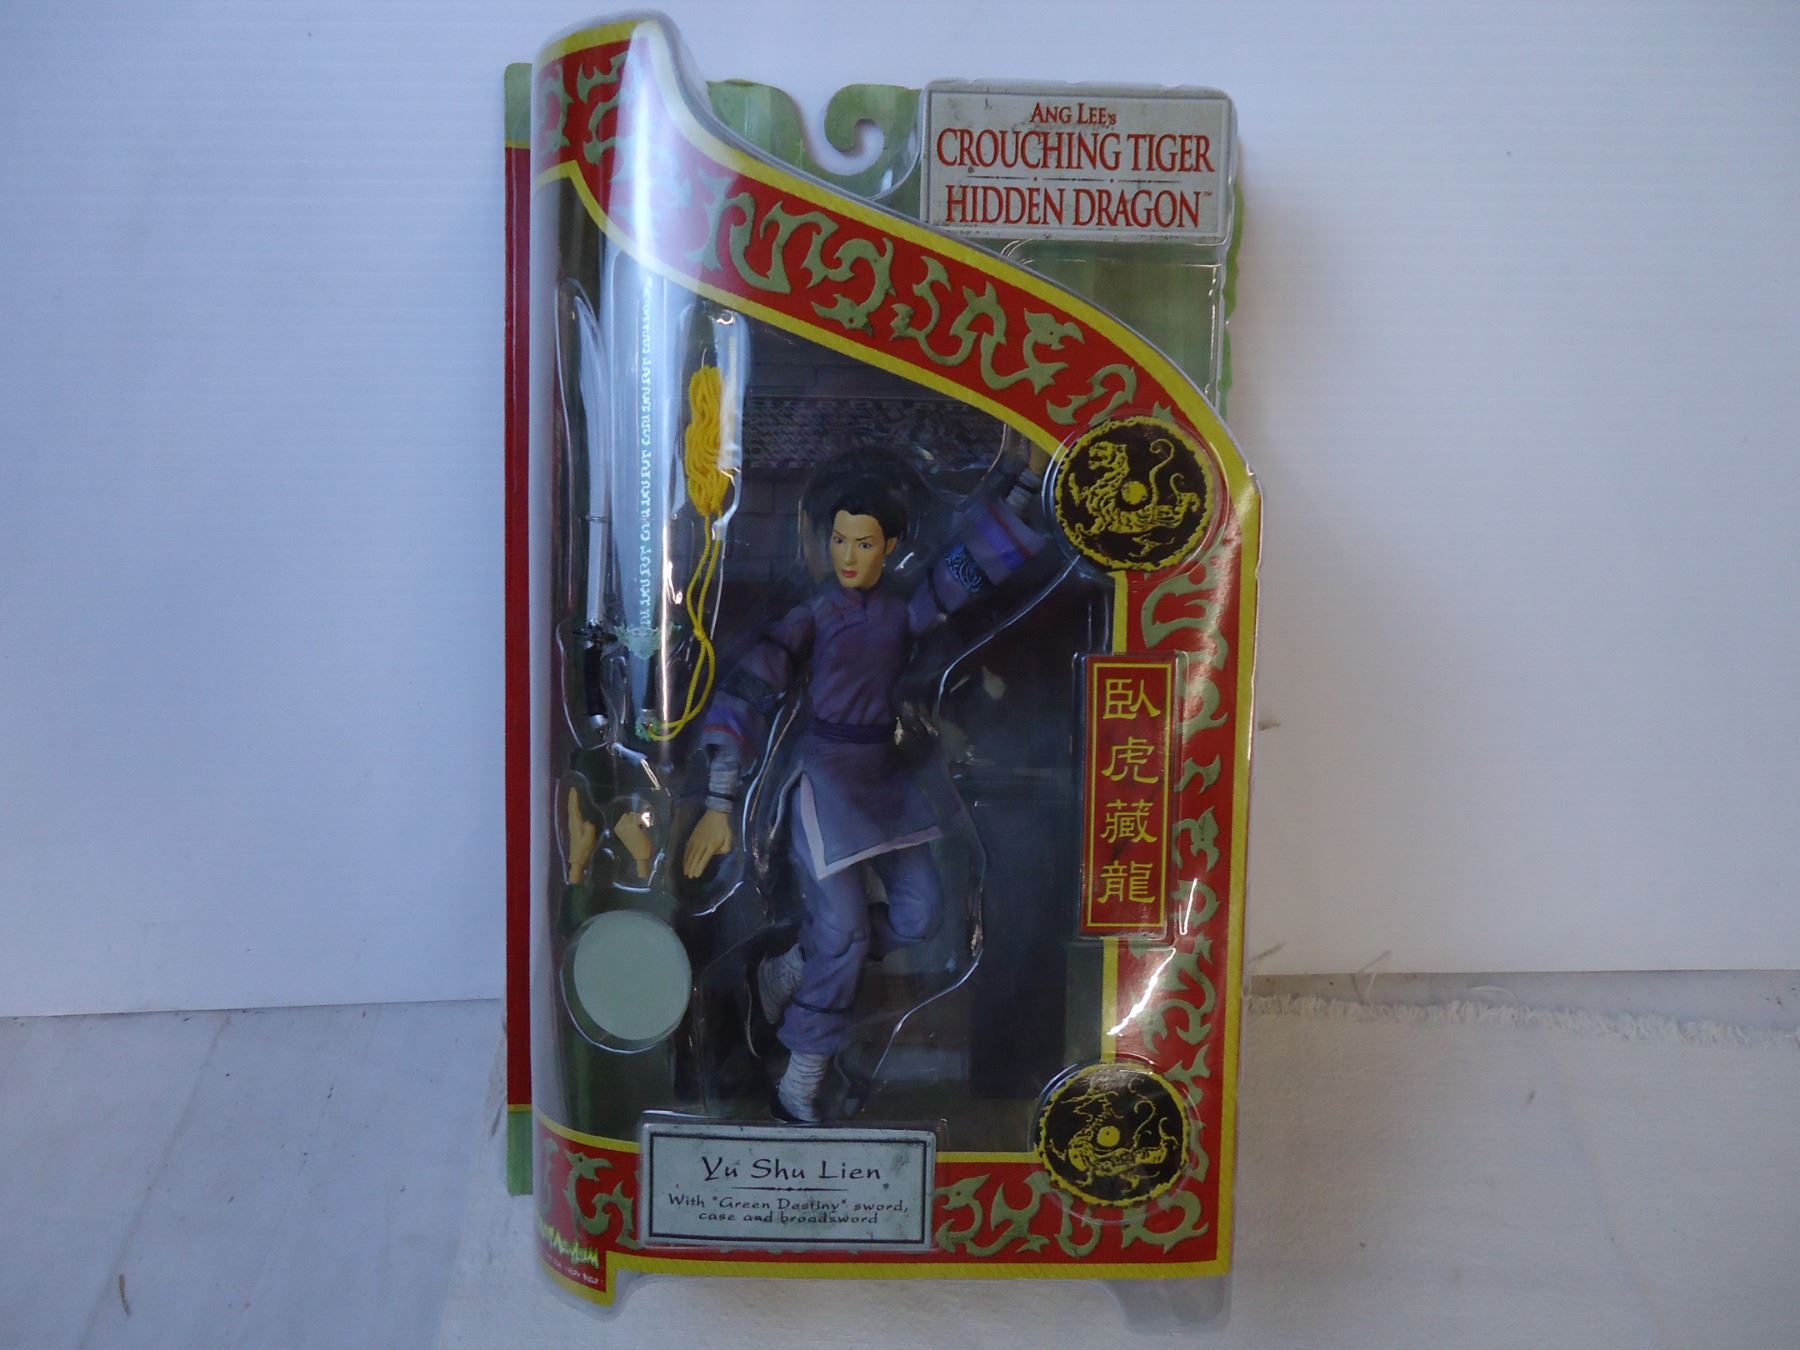 ANG LEE's
CROUCHING TIGER
HIDDEN DRAGON™
臥虎藏龍
Yu Shu Lien
With "Green Destiny" sword,
case and broadsword